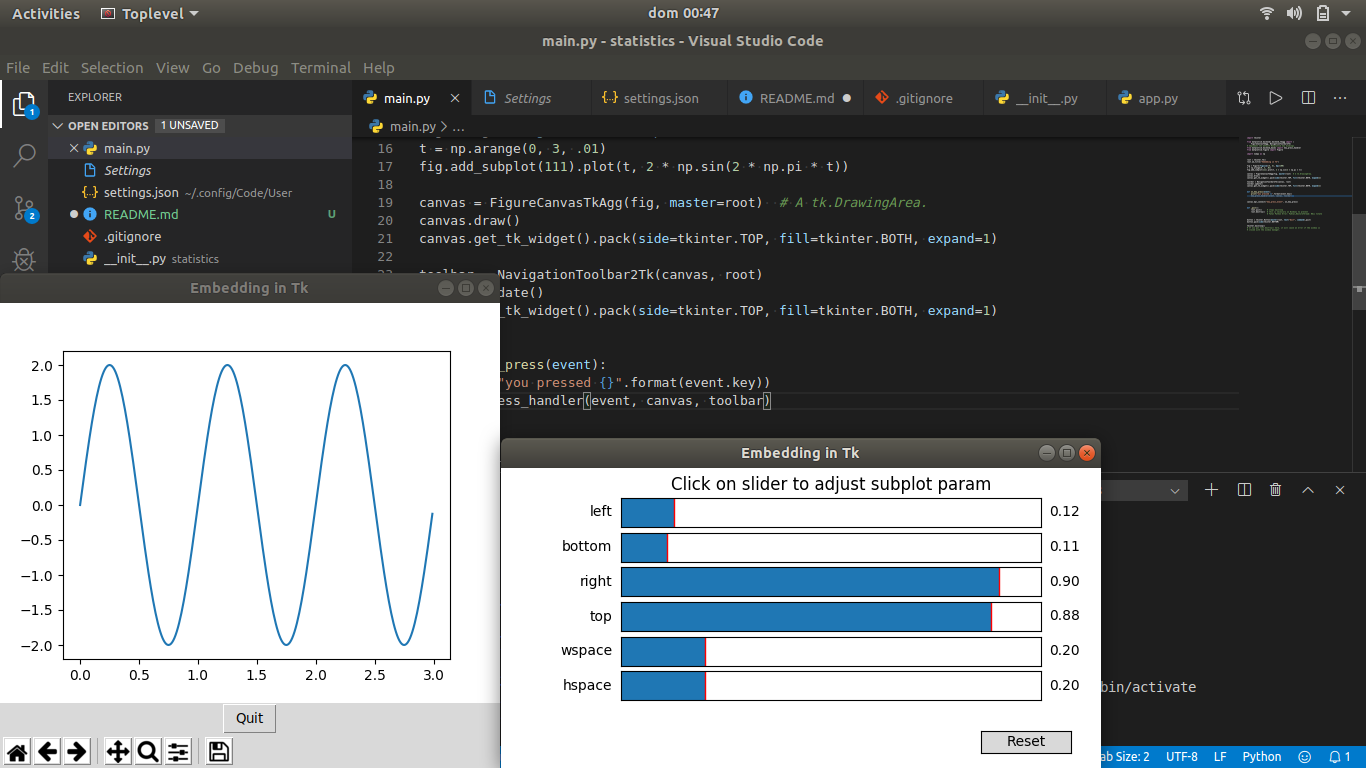 Activities Toplevel dom 00:47
main.py - statistics - Visual Studio Code
File Edit Selection View Go Debug Terminal Help
EXPLORER
OPEN EDITORS 1 UNSAVED
main.py
Settings
settings.json ~/.config/Code/User
README.md U
.gitignore
__init__.py statistics
1
2
main.py Settings settings.json README.md .gitignore __init__.py app.py
main.py > ...
16 t = np.arange(0, 3, .01)
17 fig.add_subplot(111).plot(t, 2 * np.sin(2 * np.pi * t))
18
19 canvas = FigureCanvasTkAgg(fig, master=root) # A tk.DrawingArea.
20 canvas.draw()
21 canvas.get_tk_widget().pack(side=tkinter.TOP, fill=tkinter.BOTH, expand=1)
22
NavigationToolbar2Tk(canvas, root)
date()
_tk_widget().pack(side=tkinter.TOP, fill=tkinter.BOTH, expand=1)
_press(event):
"you pressed {}".format(event.key))
ess_handler(event, canvas, toolbar)
Embedding in Tk
2.0
1.5
1.0
0.5
0.0
−0.5
−1.0
−1.5
−2.0
0.0 0.5 1.0 1.5 2.0 2.5 3.0
Quit
Embedding in Tk
Click on slider to adjust subplot param
left 0.12
bottom 0.11
right 0.90
top 0.88
wspace 0.20
hspace 0.20
Reset
bin/activate
ab Size: 2 UTF-8 LF Python 1